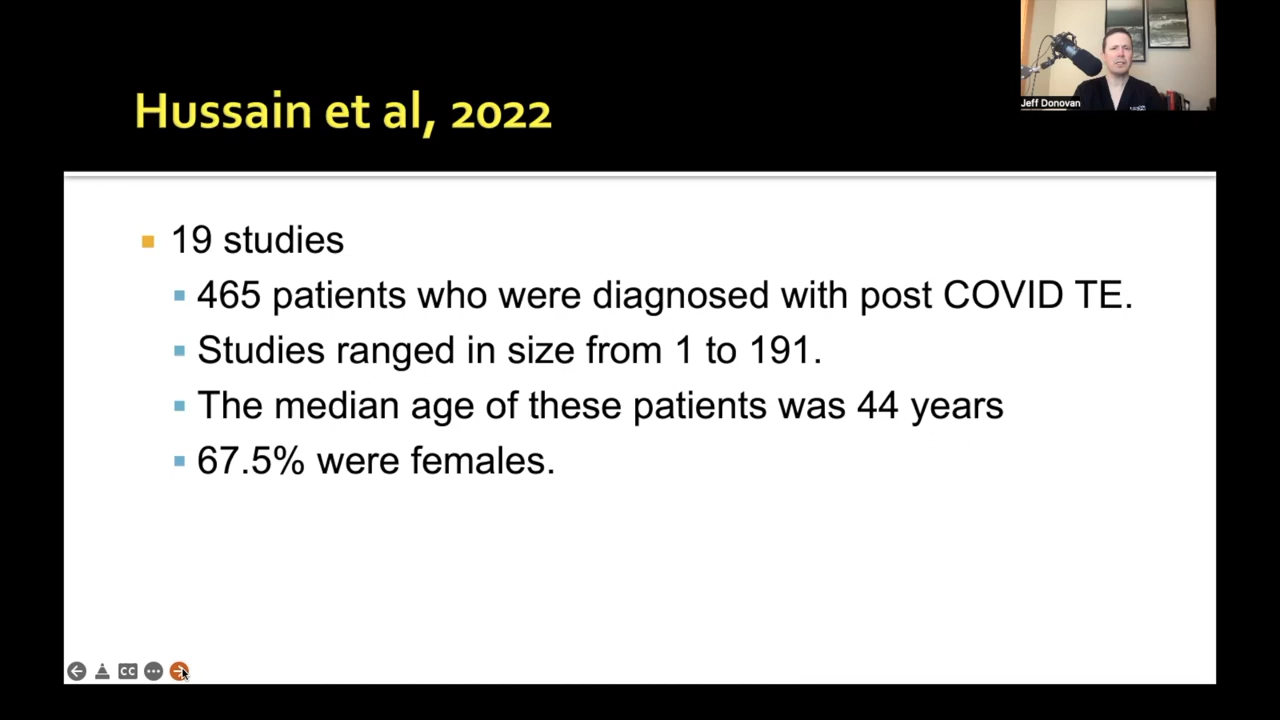 Jeff Donovan
Hussain et al, 2022
19 studies
465 patients who were diagnosed with post COVID TE.
Studies ranged in size from 1 to 191.
The median age of these patients was 44 years
67.5% were females.
CC